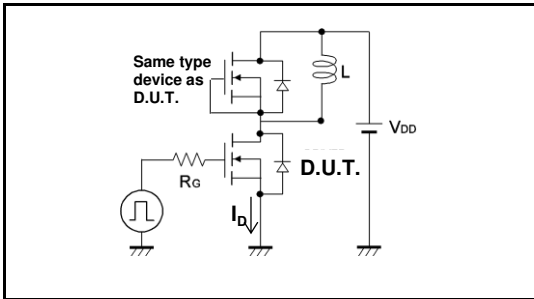 Same type
device as
D.U.T.
L
VDD
D.U.T.
RG
ID